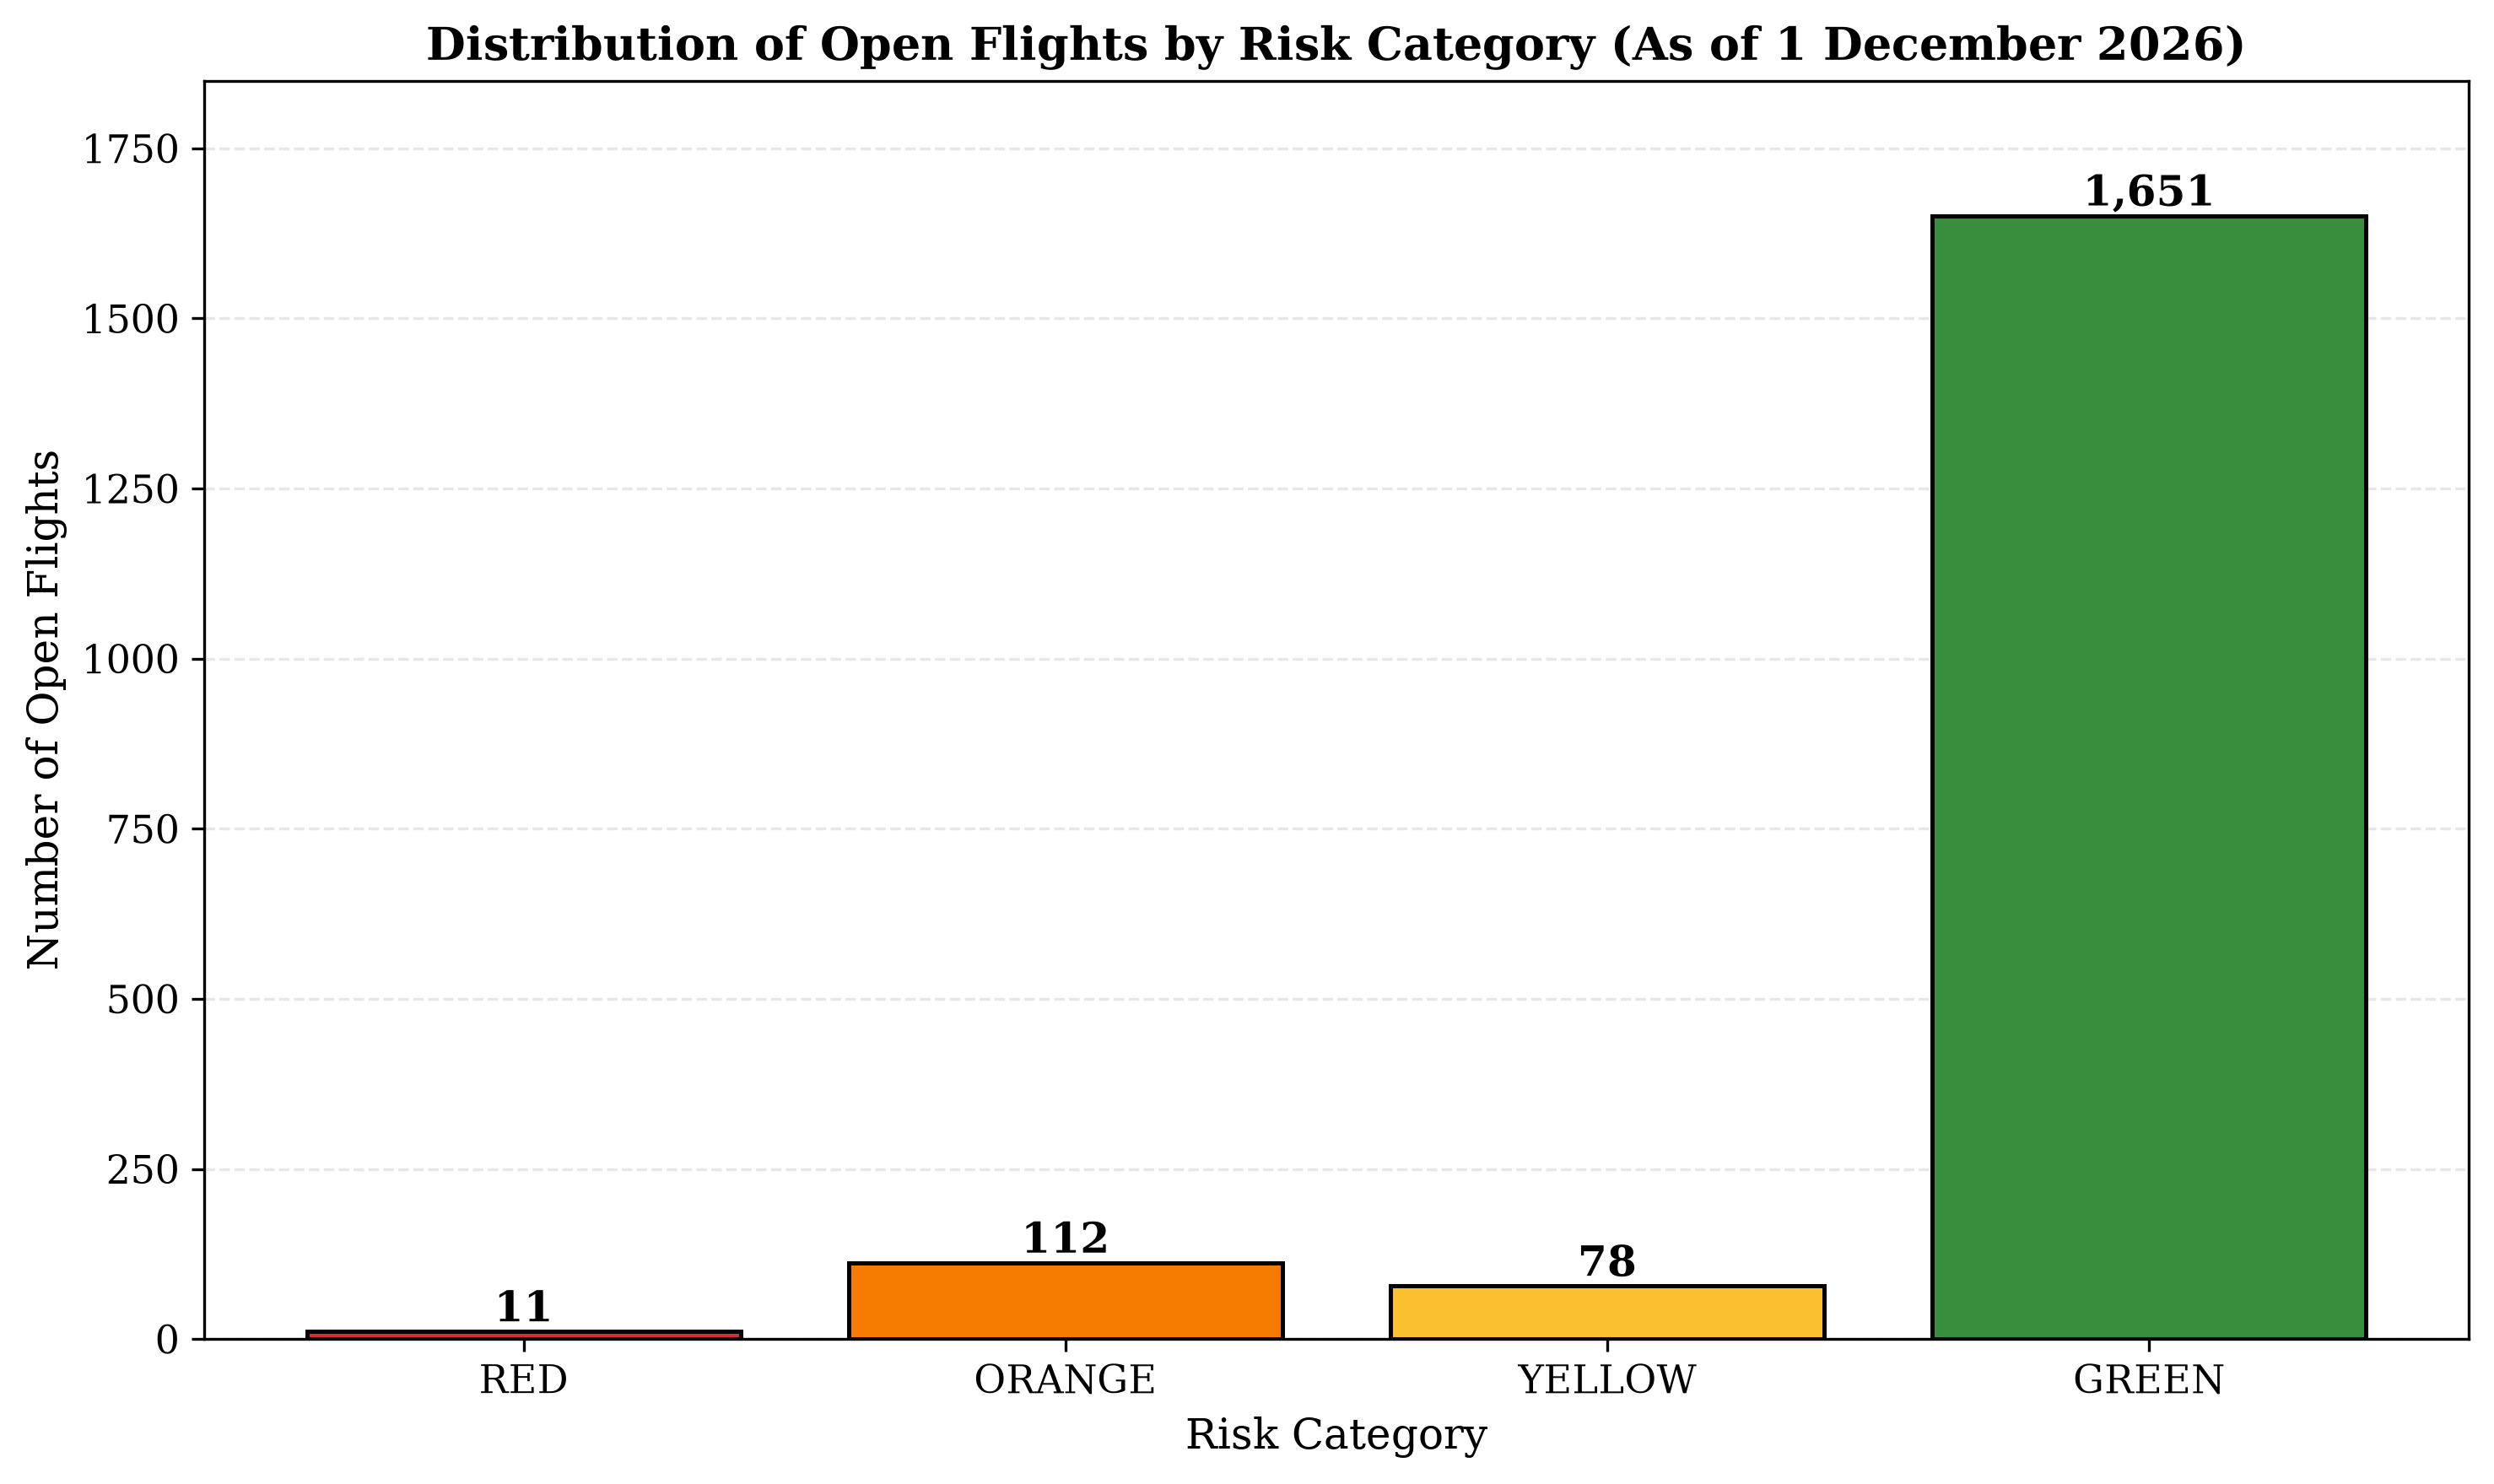 Distribution of Open Flights by Risk Category (As of 1 December 2026)
Number of Open Flights
1750
1500
1250
1000
750
500
250
0
11
112
78
1,651
RED
ORANGE
YELLOW
GREEN
Risk Category